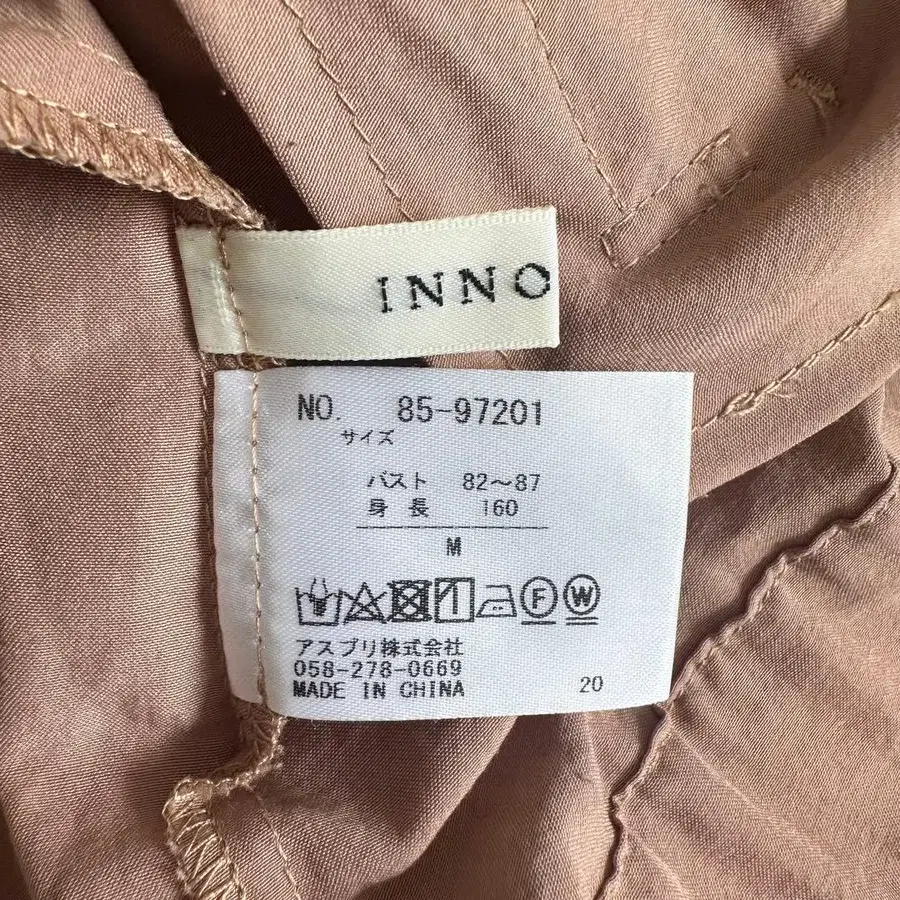 INNO
NO. 85-97201
サイズ
バスト 82～87
身長 160
M
F W
アスプリ株式会社
058-278-0669
MADE IN CHINA 20